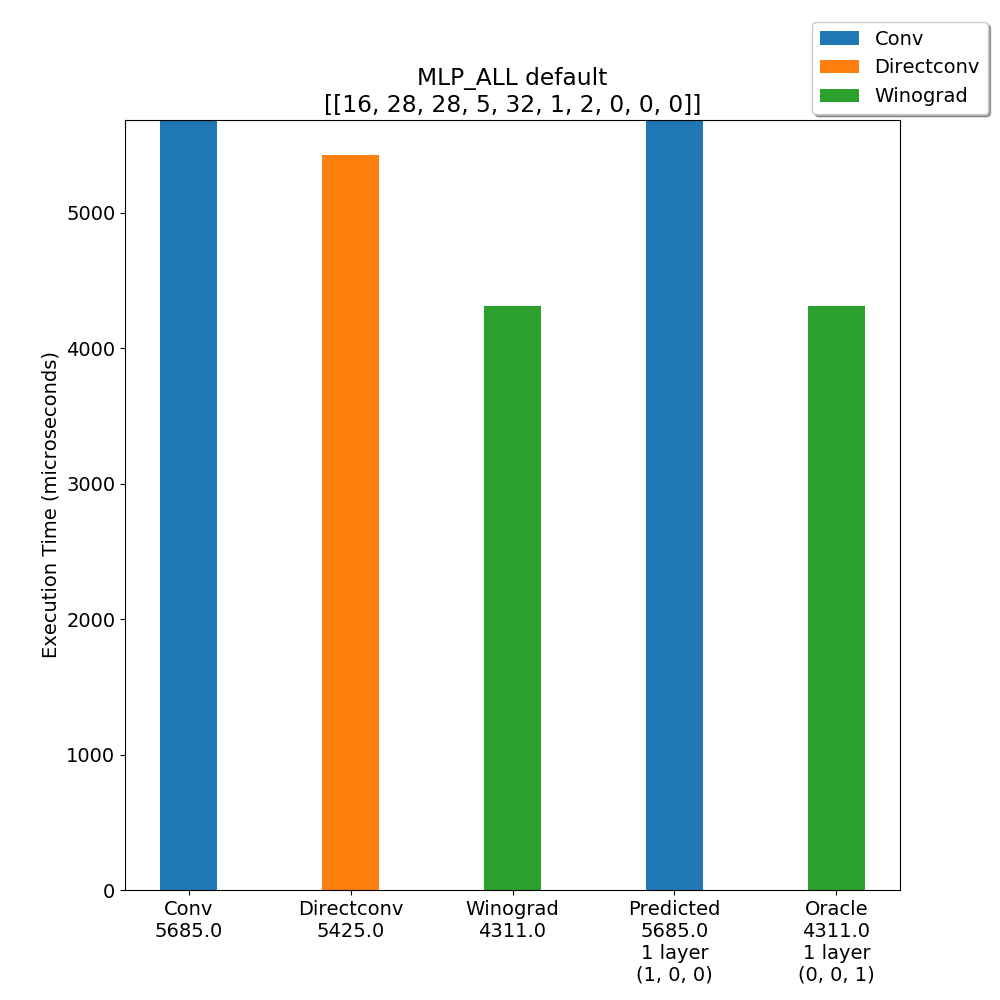 Conv
Directconv
Winograd
MLP_ALL default
[[16, 28, 28, 5, 32, 1, 2, 0, 0, 0]]
Execution Time (microseconds)
5000
4000
3000
2000
1000
0
Conv
5685.0
Directconv
5425.0
Winograd
4311.0
Predicted
5685.0
1 layer
(1, 0, 0)
Oracle
4311.0
1 layer
(0, 0, 1)